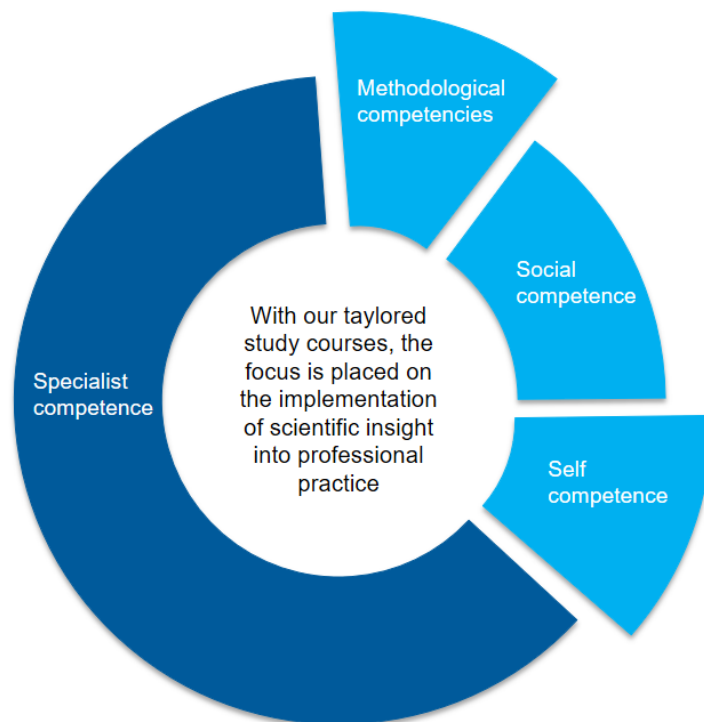 Methodological
competencies
Social
competence
With our taylored
study courses, the
focus is placed on
the implementation
of scientific insight
into professional
practice
Specialist
competence
Self
competence